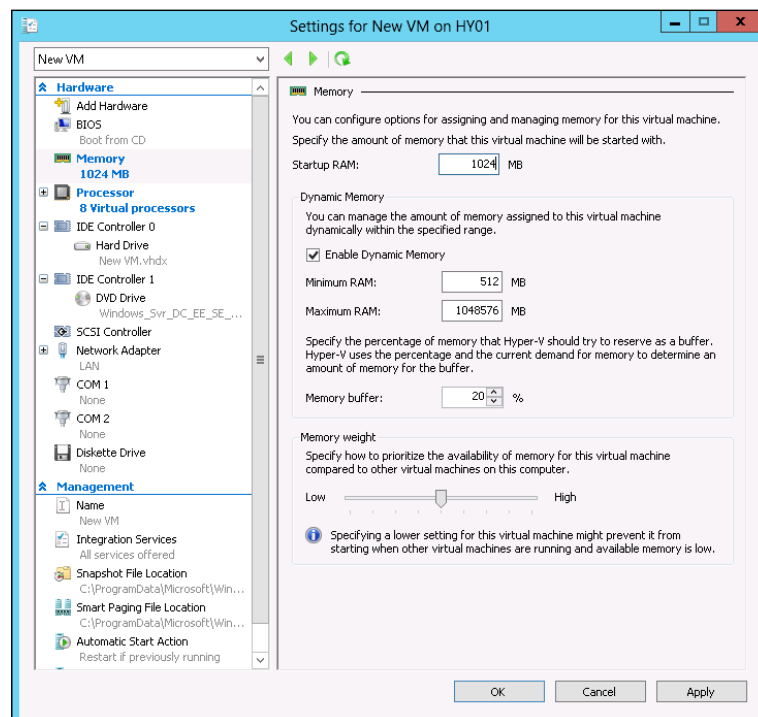 Settings for New VM on HY01
New VM
Hardware
Add Hardware
BIOS
Boot from CD
Memory
1024 MB
Processor
8 Virtual processors
IDE Controller 0
Hard Drive
New VM.vhdx
IDE Controller 1
DVD Drive
Windows_Svr_DC_EE_SE_...
SCSI Controller
Network Adapter
LAN
COM 1
None
COM 2
None
Diskette Drive
None
Management
Name
New VM
Integration Services
All services offered
Snapshot File Location
C:\ProgramData\Microsoft\Win...
Smart Paging File Location
C:\ProgramData\Microsoft\Win...
Automatic Start Action
Restart if previously running
Memory
You can configure options for assigning and managing memory for this virtual machine.
Specify the amount of memory that this virtual machine will be started with.
Startup RAM: 1024 MB
Dynamic Memory
You can manage the amount of memory assigned to this virtual machine
dynamically within the specified range.
Enable Dynamic Memory
Minimum RAM: 512 MB
Maximum RAM: 1048576 MB
Specify the percentage of memory that Hyper-V should try to reserve as a buffer.
Hyper-V uses the percentage and the current demand for memory to determine an
amount of memory for the buffer.
Memory buffer: 20 %
Memory weight
Specify how to prioritize the availability of memory for this virtual machine
compared to other virtual machines on this computer.
Low High
Specifying a lower setting for this virtual machine might prevent it from
starting when other virtual machines are running and available memory is low.
OK Cancel Apply